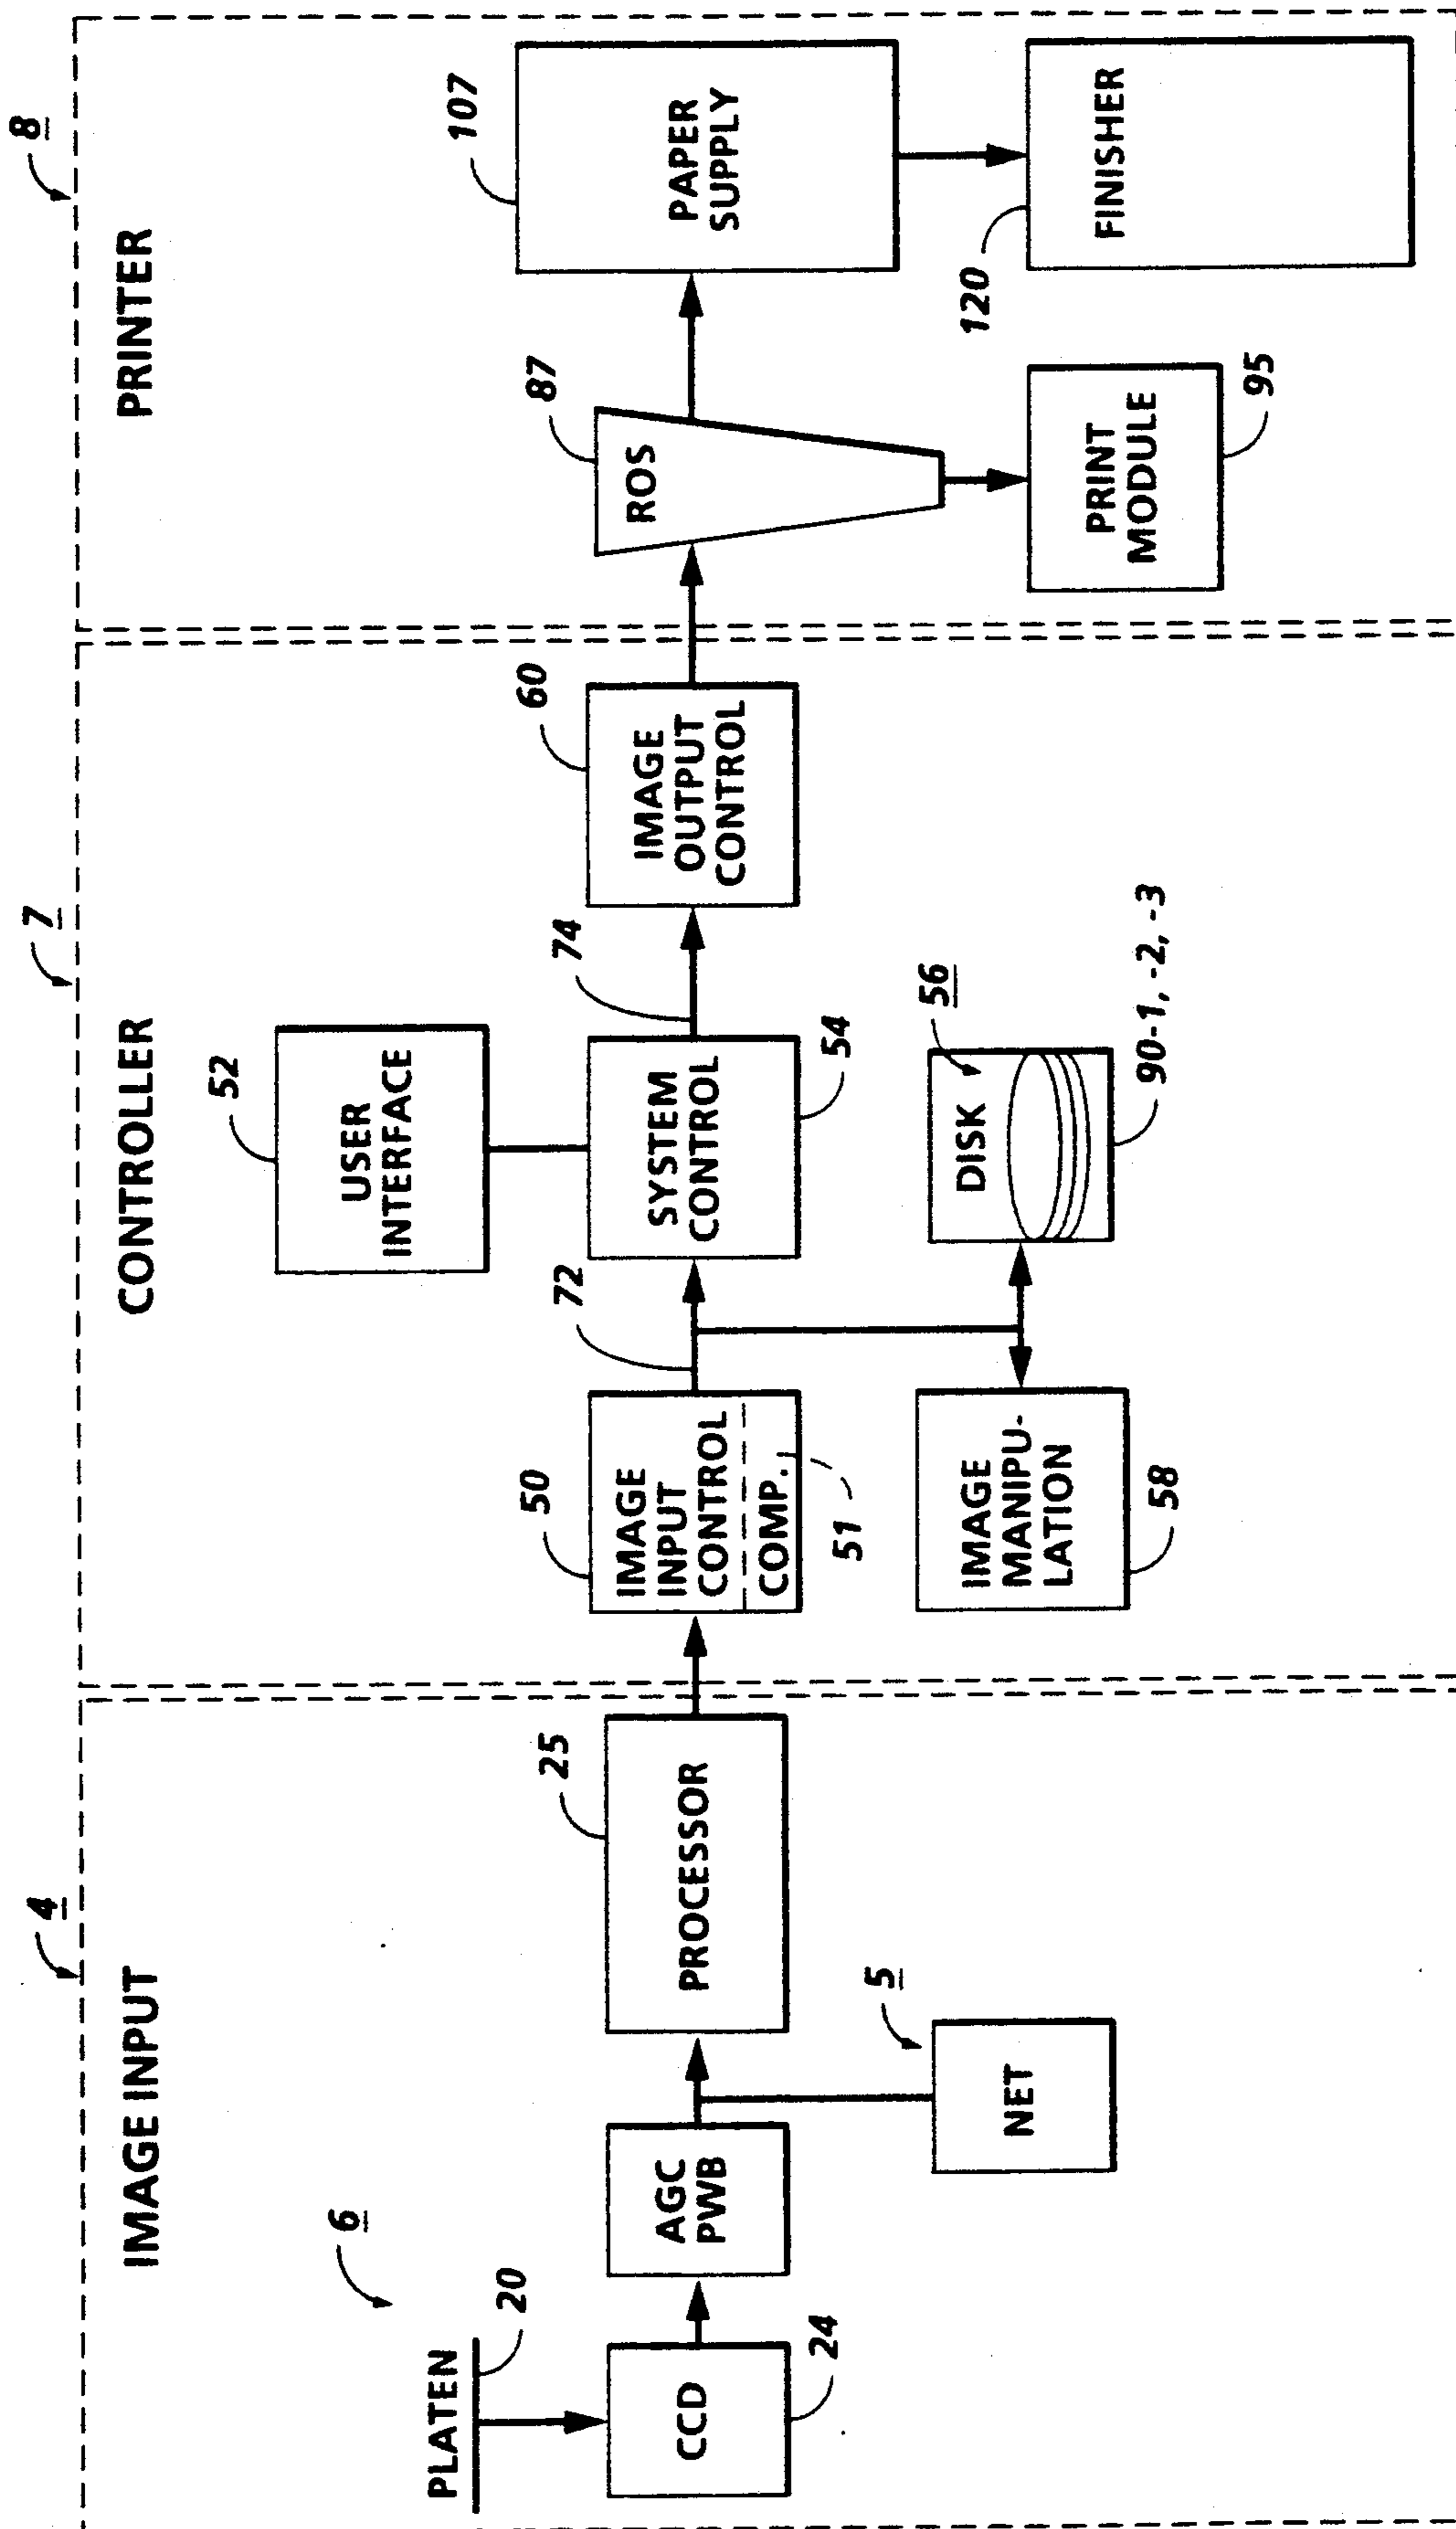 4
IMAGE INPUT
6
PLATEN
20
CCD
24
AGC
PWB
NET
5
PROCESSOR
25
7
CONTROLLER
50
IMAGE
INPUT
CONTROL
COMP.
51
72
USER
INTERFACE
52
SYSTEM
CONTROL
54
74
IMAGE
MANIPU-
LATION
58
DISK
56
90-1, -2, -3
IMAGE
OUTPUT
CONTROL
60
8
PRINTER
ROS
87
PRINT
MODULE
95
PAPER
SUPPLY
107
FINISHER
120